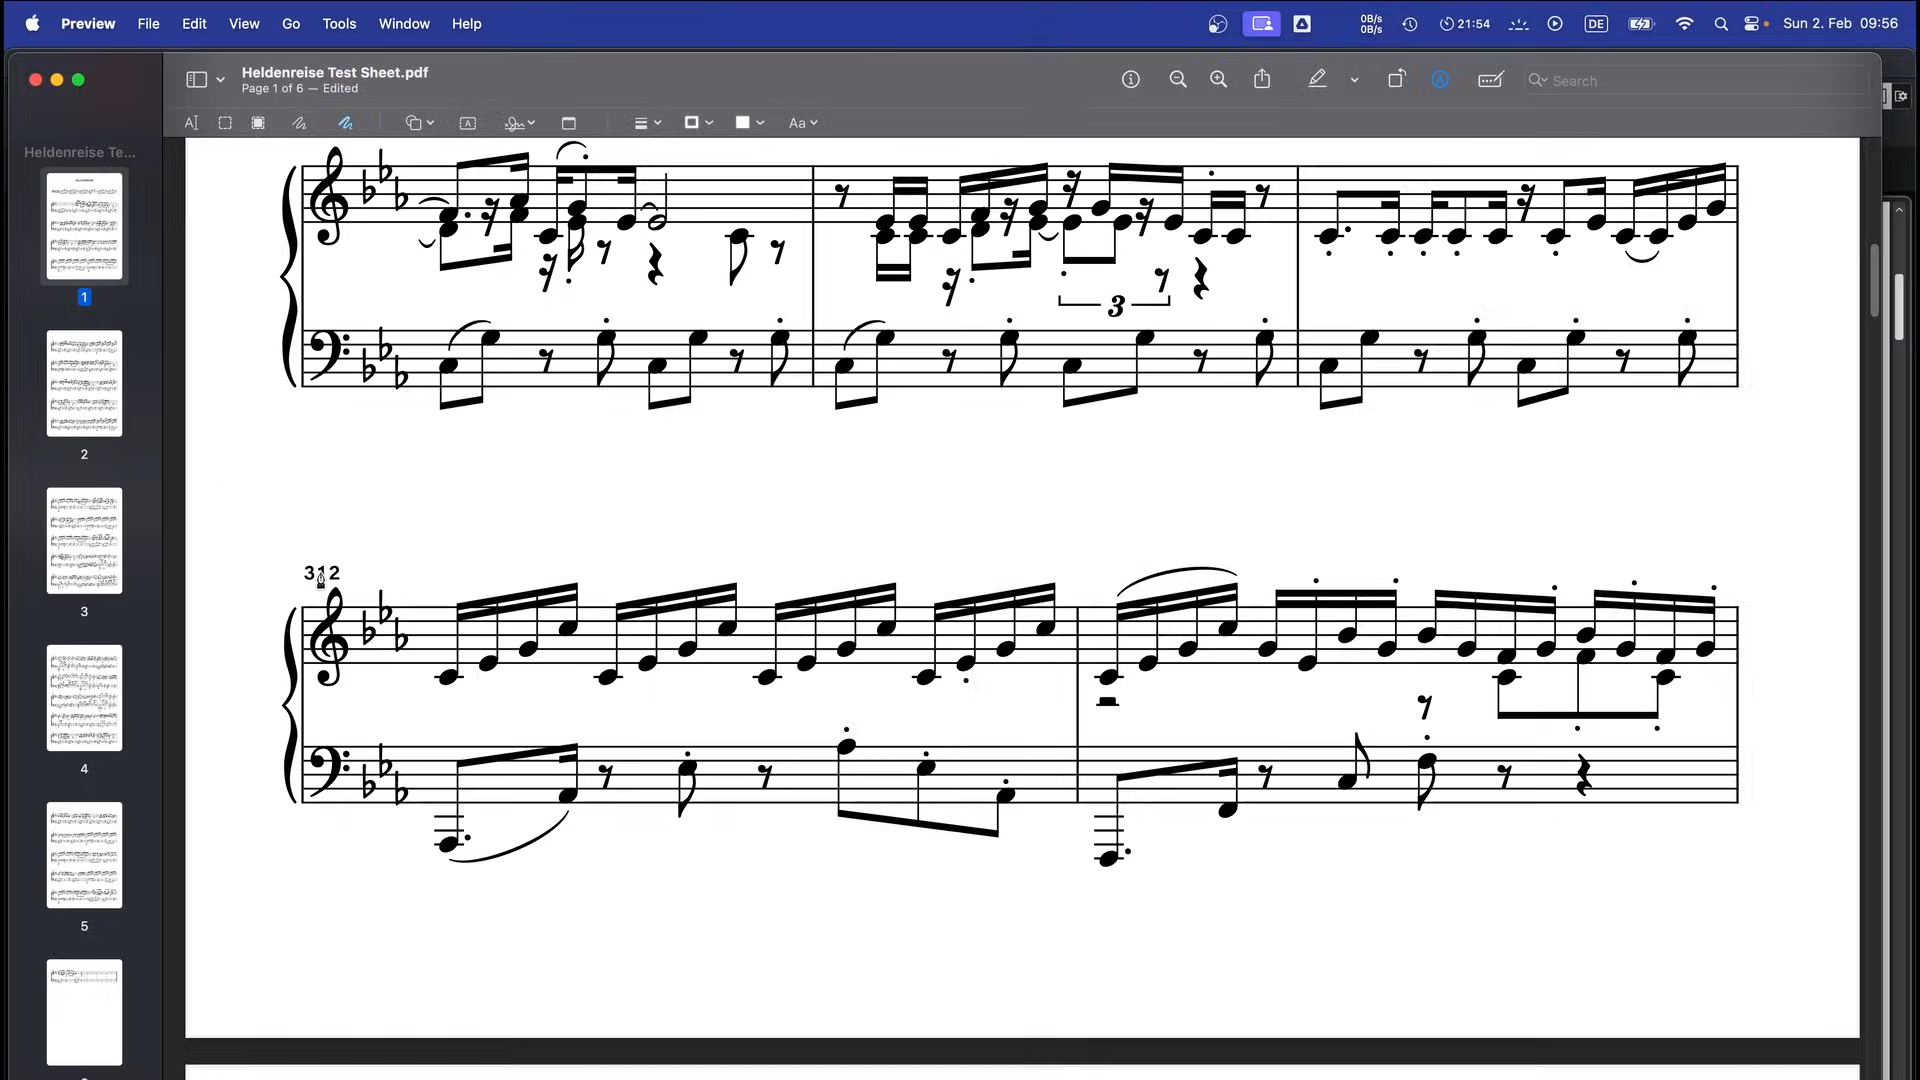 Preview File Edit View Go Tools Window Help
0B/s
0B/s
21:54
DE
Sun 2. Feb 09:56
Heldenreise Test Sheet.pdf
Page 1 of 6 — Edited
Search
A
Aa
Heldenreise Te...
1
2
3
4
5
3
312